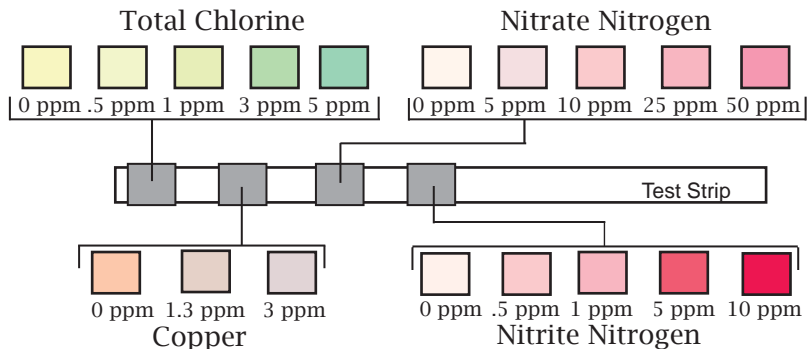 Total Chlorine
0 ppm .5 ppm 1 ppm 3 ppm 5 ppm
Nitrate Nitrogen
0 ppm 5 ppm 10 ppm 25 ppm 50 ppm
Test Strip
0 ppm 1.3 ppm 3 ppm
Copper
0 ppm .5 ppm 1 ppm 5 ppm 10 ppm
Nitrite Nitrogen